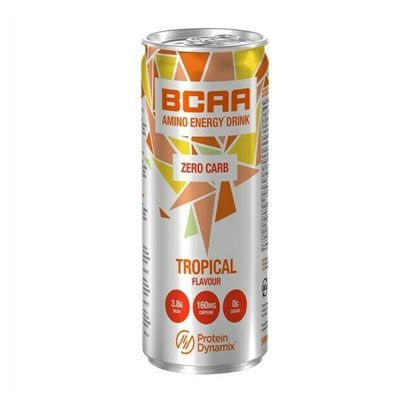 BCAA
AMINO ENERGY DRINK
ZERO CARB
TROPICAL
FLAVOUR
3.8g
BCAA
160MG
CAFFEINE
0g
SUGAR
Protein
Dynamix